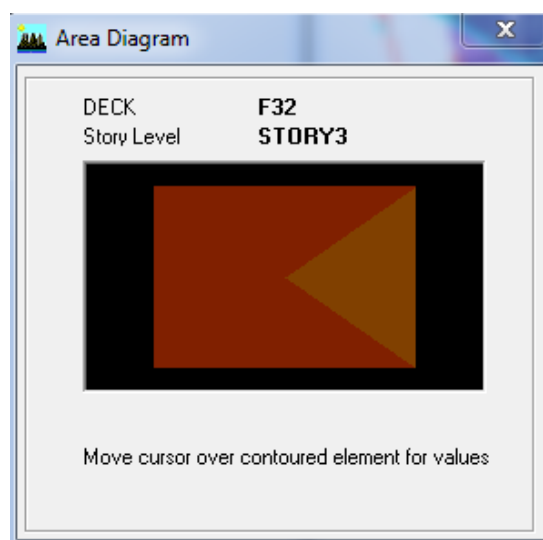 Area Diagram
DECK F32
Story Level STORY3
Move cursor over contoured element for values